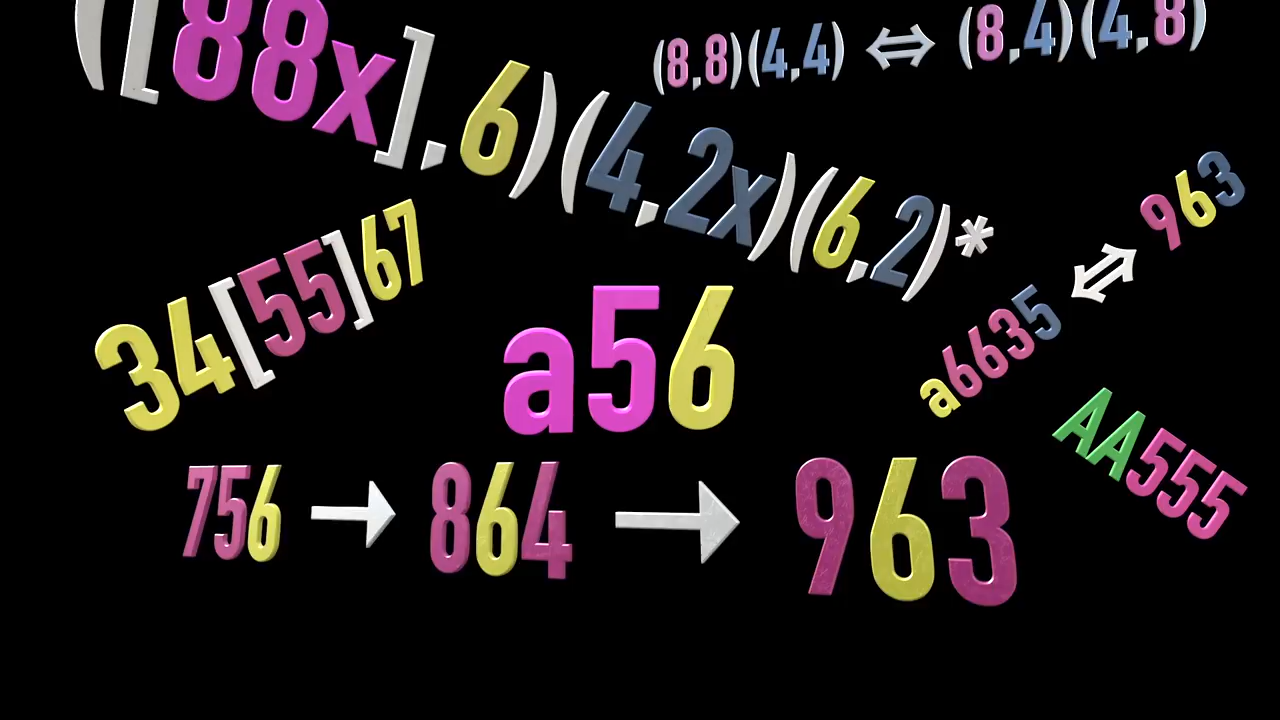 ([88x],6)(4,2x)(6,2)*
(8,8)(4,4) ⇔ (8,4)(4,8)
34[55]67
a56
a6635 ⇔ 963
AA555
756 → 864 → 963